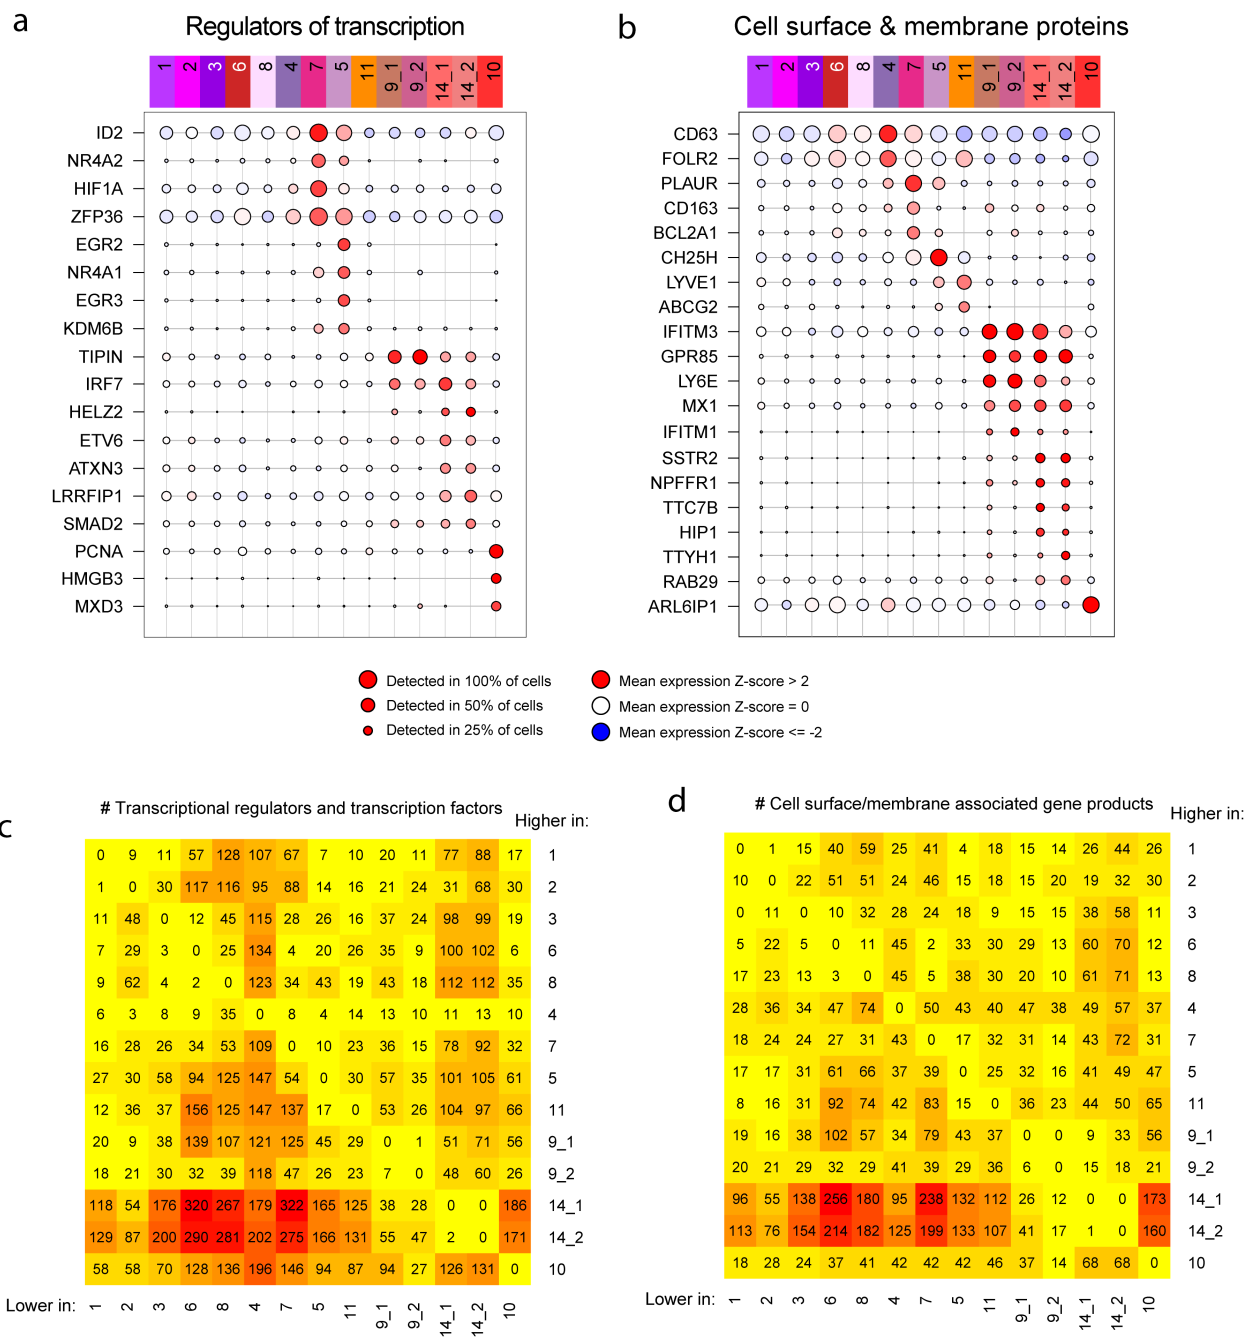 a
Regulators of transcription
1 2 3 6 8 4 7 5 11 9_1 9_2 14_1 14_2 10
ID2
NR4A2
HIF1A
ZFP36
EGR2
NR4A1
EGR3
KDM6B
TIPIN
IRF7
HELZ2
ETV6
ATXN3
LRRFIP1
SMAD2
PCNA
HMGB3
MXD3
b
Cell surface & membrane proteins
1 2 3 6 8 4 7 5 11 9_1 9_2 14_1 14_2 10
CD63
FOLR2
PLAUR
CD163
BCL2A1
CH25H
LYVE1
ABCG2
IFITM3
GPR85
LY6E
MX1
IFITM1
SSTR2
NPFFR1
TTC7B
HIP1
TTYH1
RAB29
ARL6IP1
Detected in 100% of cells
Detected in 50% of cells
Detected in 25% of cells
Mean expression Z-score > 2
Mean expression Z-score = 0
Mean expression Z-score <= -2
c
# Transcriptional regulators and transcription factors
Higher in:
0 9 11 57 128 107 67 7 10 20 11 77 88 17 1
1 0 30 117 116 95 88 14 16 21 24 31 68 30 2
11 48 0 12 45 115 28 26 16 37 24 98 99 19 3
7 29 3 0 25 134 4 20 26 35 9 100 102 6 6
9 62 4 2 0 123 34 43 19 43 18 112 112 35 8
6 3 8 9 35 0 8 4 14 13 10 11 13 10 4
16 28 26 34 53 109 0 10 23 36 15 78 92 32 7
27 30 58 94 125 147 54 0 30 57 35 101 105 61 5
12 36 37 156 125 147 137 17 0 53 26 104 97 66 11
20 9 38 139 107 121 125 45 29 0 1 51 71 56 9_1
18 21 30 32 39 118 47 26 23 7 0 48 60 26 9_2
118 54 176 320 267 179 322 165 125 38 28 0 0 186 14_1
129 87 200 290 281 202 275 166 131 55 47 2 0 171 14_2
58 58 70 128 136 196 146 94 87 94 27 126 131 0 10
Lower in: 1 2 3 6 8 4 7 5 11 9_1 9_2 14_1 14_2 10
d
# Cell surface/membrane associated gene products
Higher in:
0 1 15 40 59 25 41 4 18 15 14 26 44 26 1
10 0 22 51 51 24 46 15 18 15 20 19 32 30 2
0 11 0 10 32 28 24 18 9 15 15 38 58 11 3
5 22 5 0 11 45 2 33 30 29 13 60 70 12 6
17 23 13 3 0 45 5 38 30 20 10 61 71 13 8
28 36 34 47 74 0 50 43 40 47 38 49 57 37 4
18 24 24 27 31 43 0 17 32 31 14 43 72 31 7
17 17 31 61 66 37 39 0 25 32 16 41 49 47 5
8 16 31 92 74 42 83 15 0 36 23 44 50 65 11
19 16 38 102 57 34 79 43 37 0 0 9 33 56 9_1
20 21 29 32 29 41 39 29 36 6 0 15 18 21 9_2
96 55 138 256 180 95 238 132 112 26 12 0 0 173 14_1
113 76 154 214 182 125 199 133 107 41 17 1 0 160 14_2
18 28 24 37 41 42 42 42 46 37 14 68 68 0 10
Lower in: 1 2 3 6 8 4 7 5 11 9_1 9_2 14_1 14_2 10